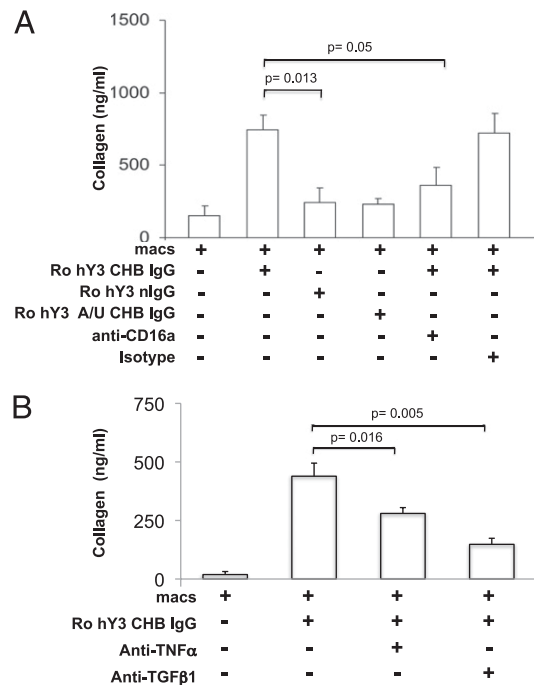 A
1500
p= 0.05
p= 0.013
1000
Collagen (ng/ml)
500
0
macs + + + + + +
Ro hY3 CHB IgG - + - - + +
Ro hY3 nIgG - - + - - -
Ro hY3 A/U CHB IgG - - - + - -
anti-CD16a - - - - + -
Isotype - - - - - +
B
750
p= 0.005
p= 0.016
500
Collagen (ng/ml)
250
0
macs + + + +
Ro hY3 CHB IgG - + + +
Anti-TNFα - - + -
Anti-TGFβ1 - - - +